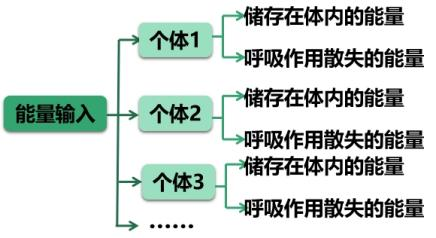 储存在体内的能量
个体1
呼吸作用散失的能量
能量输入
储存在体内的能量
个体2
呼吸作用散失的能量
储存在体内的能量
个体3
呼吸作用散失的能量
······